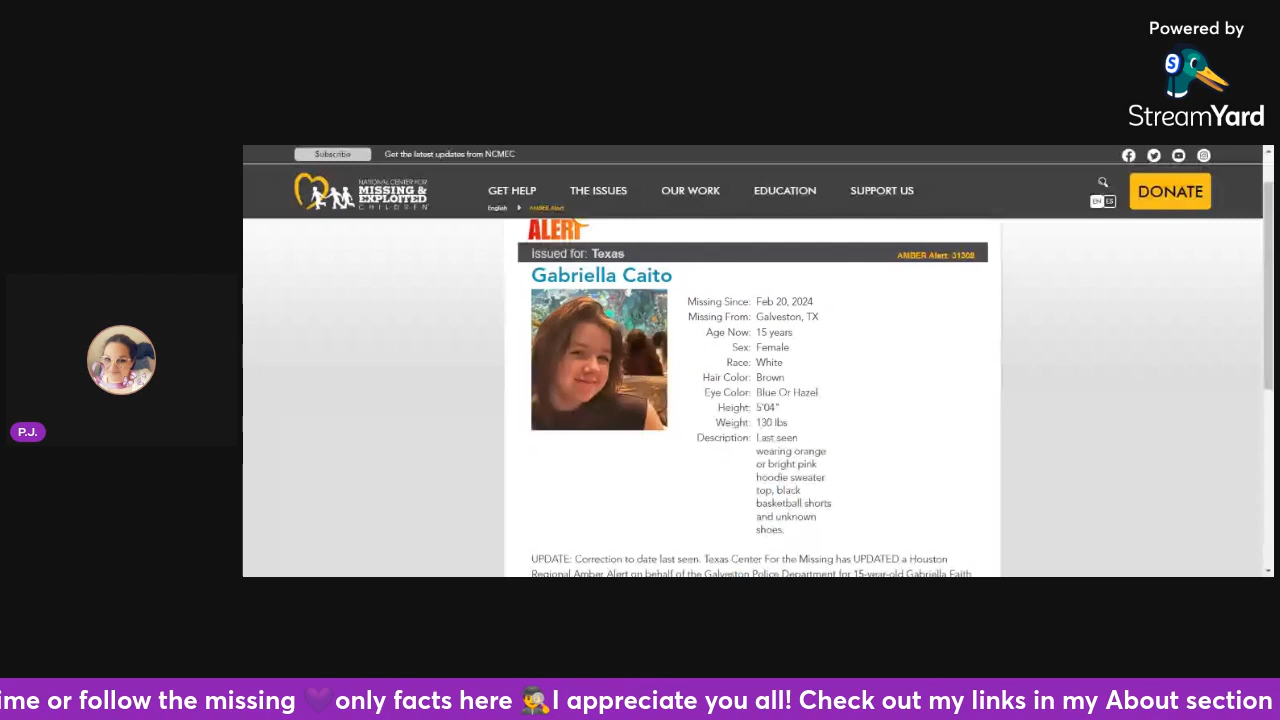 Powered by
StreamYard
Subscribe
Get the latest updates from NCMEC
NATIONAL CENTER FOR
MISSING &
EXPLOITED
CHILDREN
GET HELP
THE ISSUES
OUR WORK
EDUCATION
SUPPORT US
EN
ES
DONATE
English
AMBER Alert
ALERT
Issued for: Texas
AMBER Alert: 31308
Gabriella Caito
Missing Since: Feb 20, 2024
Missing From: Galveston, TX
Age Now: 15 years
Sex: Female
Race: White
Hair Color: Brown
Eye Color: Blue Or Hazel
Height: 5'04"
Weight: 130 lbs
Description: Last seen
wearing orange
or bright pink
hoodie sweater
top, black
basketball shorts
and unknown
shoes.
UPDATE: Correction to date last seen. Texas Center For the Missing has UPDATED a Houston
Regional Amber Alert on behalf of the Galveston Police Department for 15-year-old Gabriella Faith
P.J.
ime or follow the missing 💜only facts here 🕵️I appreciate you all! Check out my links in my About section